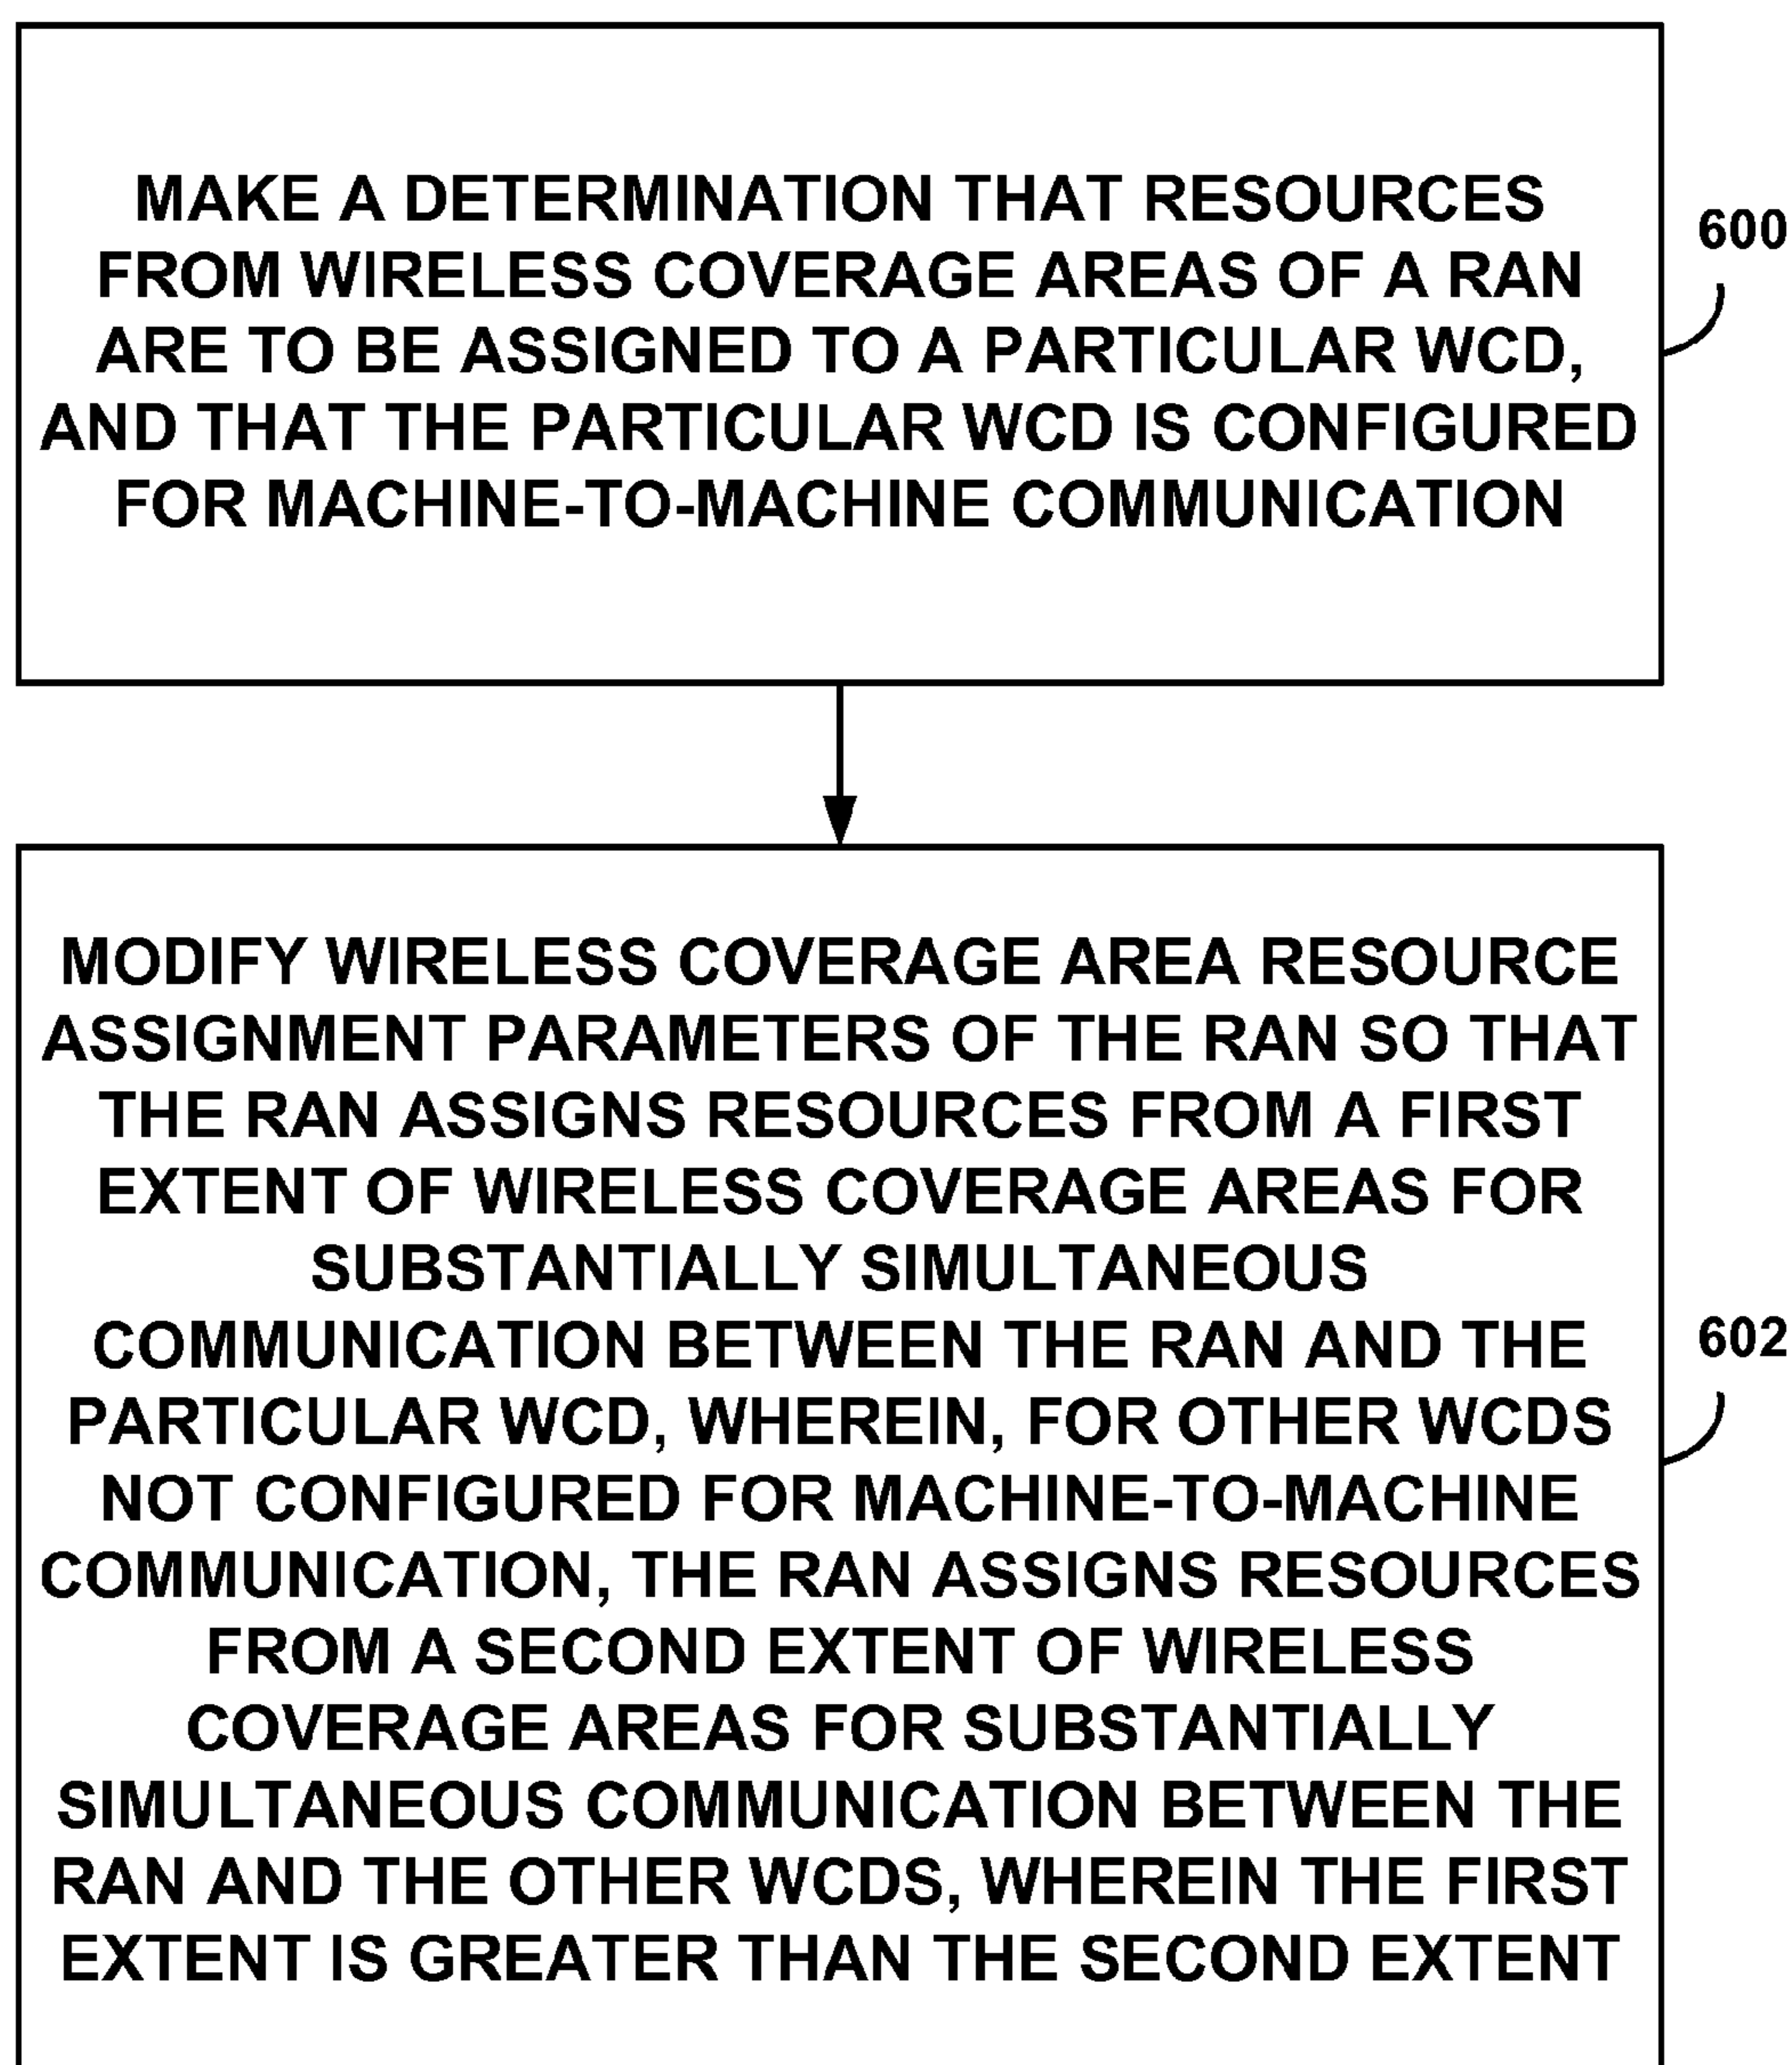 MAKE A DETERMINATION THAT RESOURCES
FROM WIRELESS COVERAGE AREAS OF A RAN
ARE TO BE ASSIGNED TO A PARTICULAR WCD,
AND THAT THE PARTICULAR WCD IS CONFIGURED
FOR MACHINE-TO-MACHINE COMMUNICATION
600
MODIFY WIRELESS COVERAGE AREA RESOURCE
ASSIGNMENT PARAMETERS OF THE RAN SO THAT
THE RAN ASSIGNS RESOURCES FROM A FIRST
EXTENT OF WIRELESS COVERAGE AREAS FOR
SUBSTANTIALLY SIMULTANEOUS
COMMUNICATION BETWEEN THE RAN AND THE
PARTICULAR WCD, WHEREIN, FOR OTHER WCDS
NOT CONFIGURED FOR MACHINE-TO-MACHINE
COMMUNICATION, THE RAN ASSIGNS RESOURCES
FROM A SECOND EXTENT OF WIRELESS
COVERAGE AREAS FOR SUBSTANTIALLY
SIMULTANEOUS COMMUNICATION BETWEEN THE
RAN AND THE OTHER WCDS, WHEREIN THE FIRST
EXTENT IS GREATER THAN THE SECOND EXTENT
602